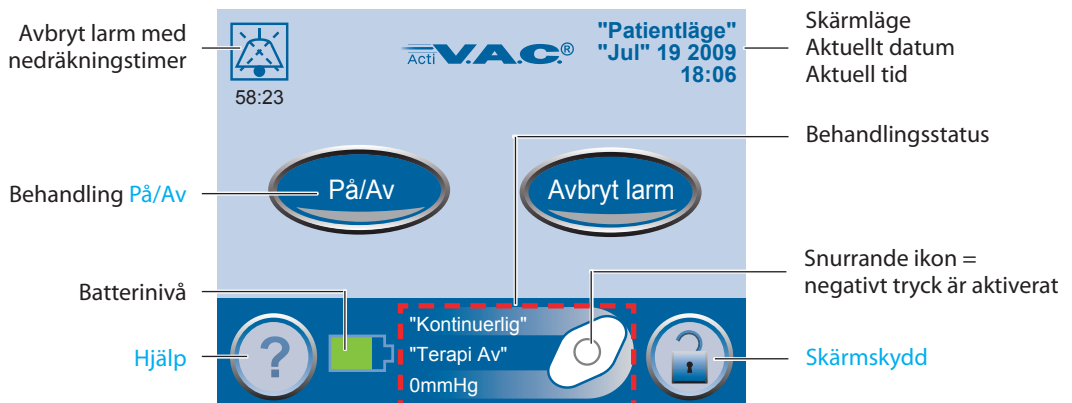 Avbryt larm med
nedräkningstimer
58:23
Acti V.A.C.®
"Patientläge"
"Jul" 19 2009
18:06
Skärmläge
Aktuellt datum
Aktuell tid
Behandlingsstatus
Behandling På/Av
På/Av
Avbryt larm
Snurrande ikon =
negativt tryck är aktiverat
Batterinivå
Hjälp
?
"Kontinuerlig"
"Terapi Av"
0mmHg
Skärmskydd